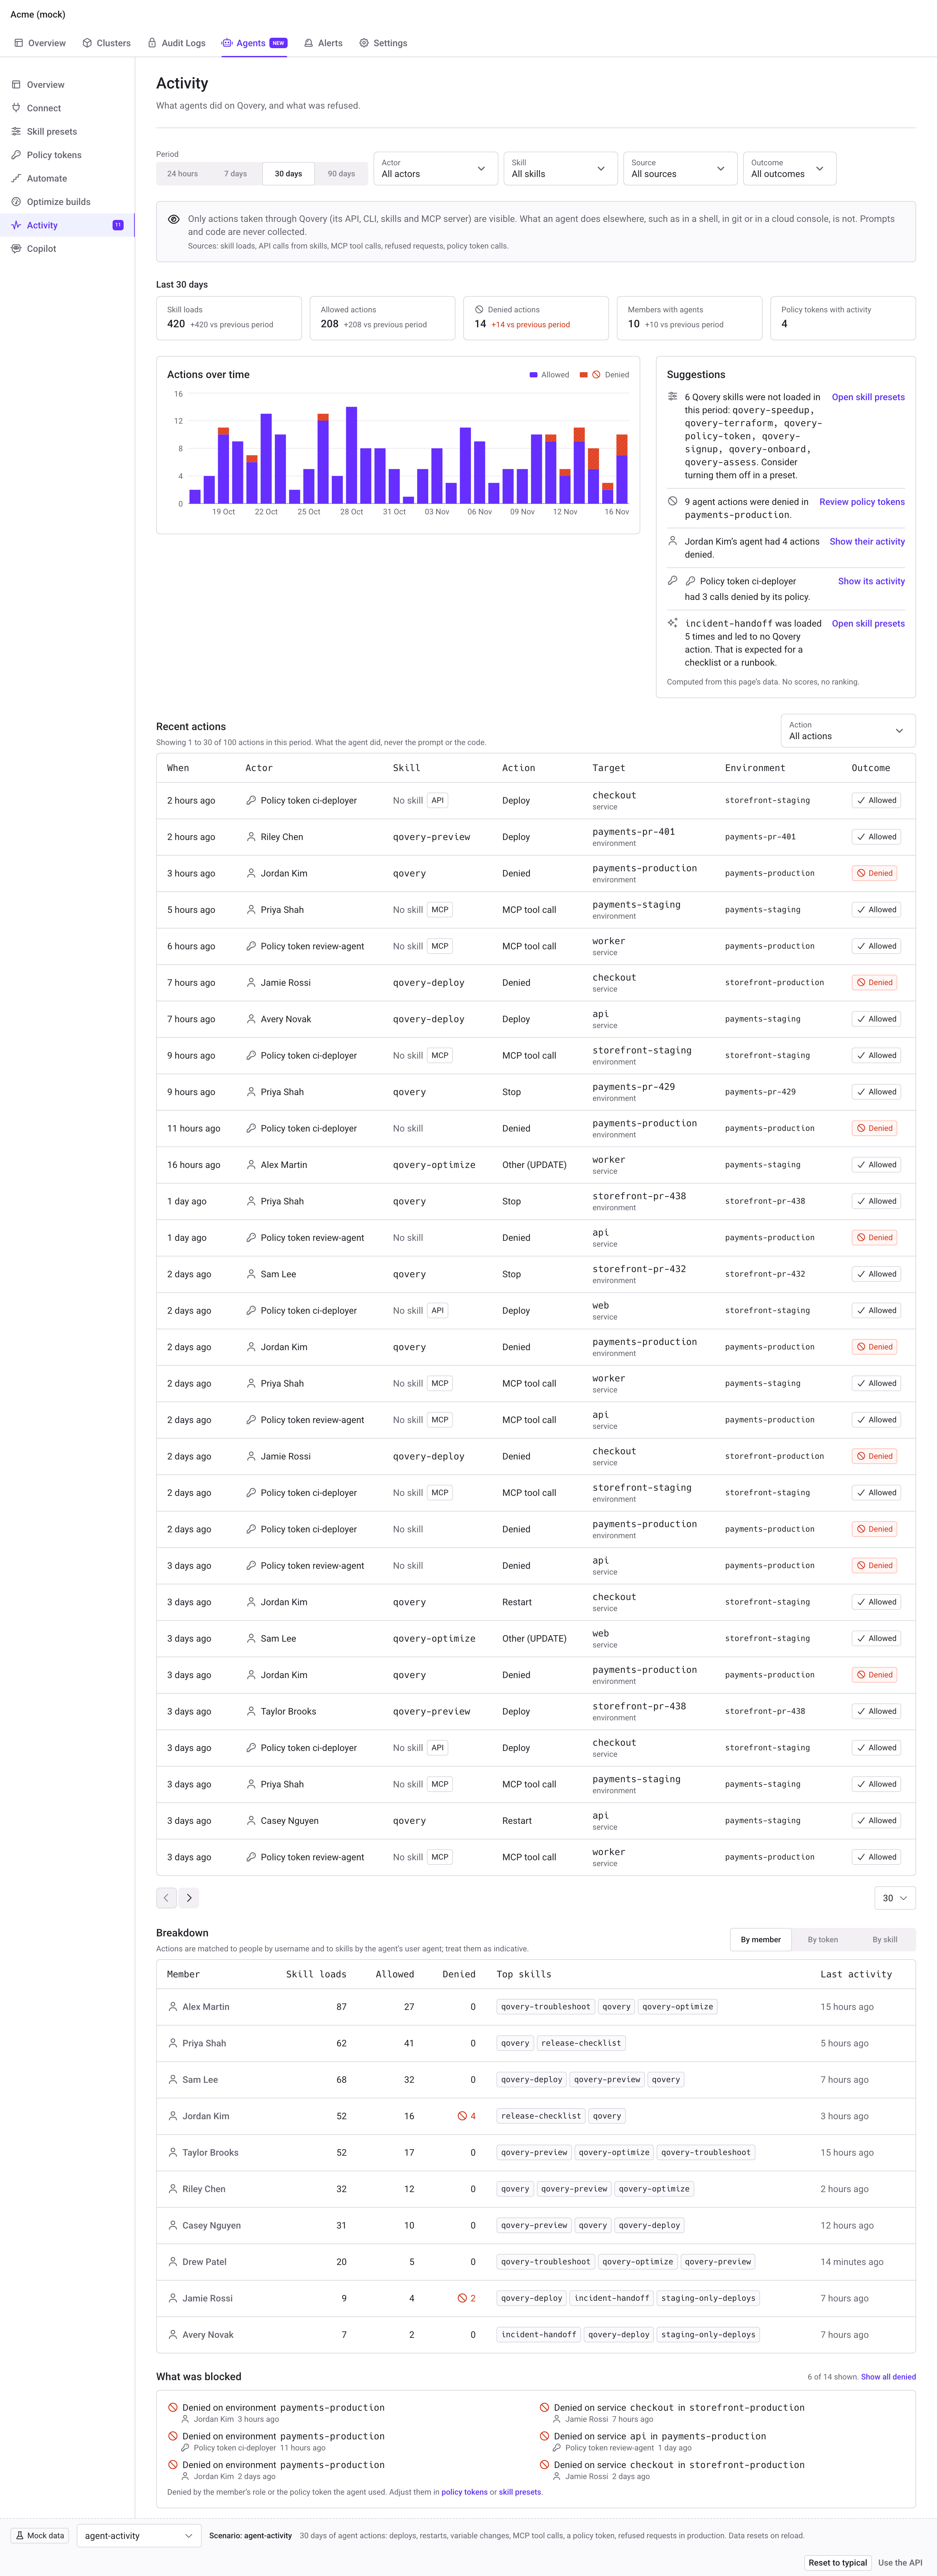 Acme (mock)
Overview Clusters Audit Logs Agents NEW Alerts Settings
Overview
Connect
Skill presets
Policy tokens
Automate
Optimize builds
Activity 11
Copilot
Activity
What agents did on Qovery, and what was refused.
Period
24 hours 7 days 30 days 90 days
Actor
All actors
Skill
All skills
Source
All sources
Outcome
All outcomes
Only actions taken through Qovery (its API, CLI, skills and MCP server) are visible. What an agent does elsewhere, such as in a shell, in git or in a cloud console, is not. Prompts
and code are never collected.
Sources: skill loads, API calls from skills, MCP tool calls, refused requests, policy token calls.
Last 30 days
Skill loads
420 +420 vs previous period
Allowed actions
208 +208 vs previous period
Denied actions
14 +14 vs previous period
Members with agents
10 +10 vs previous period
Policy tokens with activity
4
Actions over time
Allowed Denied
16
12
8
4
0
19 Oct 22 Oct 25 Oct 28 Oct 31 Oct 03 Nov 06 Nov 09 Nov 12 Nov 16 Nov
Suggestions
6 Qovery skills were not loaded in
this period: qovery-speedup,
qovery-terraform, qovery-
policy-token, qovery-
signup, qovery-onboard,
qovery-assess. Consider
turning them off in a preset.
Open skill presets
9 agent actions were denied in
payments-production.
Review policy tokens
Jordan Kim's agent had 4 actions
denied.
Show their activity
Policy token ci-deployer
had 3 calls denied by its policy.
Show its activity
incident-handoff was loaded
5 times and led to no Qovery
action. That is expected for a
checklist or a runbook.
Open skill presets
Computed from this page's data. No scores, no ranking.
Recent actions
Showing 1 to 30 of 100 actions in this period. What the agent did, never the prompt or the code.
Action
All actions
When Actor Skill Action Target Environment Outcome
2 hours ago Policy token ci-deployer No skill API Deploy checkout service storefront-staging Allowed
2 hours ago Riley Chen qovery-preview Deploy payments-pr-401 environment payments-pr-401 Allowed
3 hours ago Jordan Kim qovery Denied payments-production environment payments-production Denied
5 hours ago Priya Shah No skill MCP MCP tool call payments-staging environment payments-staging Allowed
6 hours ago Policy token review-agent No skill MCP MCP tool call worker service payments-production Allowed
7 hours ago Jamie Rossi qovery-deploy Denied checkout service storefront-production Denied
7 hours ago Avery Novak qovery-deploy Deploy api service payments-staging Allowed
9 hours ago Policy token ci-deployer No skill MCP MCP tool call storefront-staging environment storefront-staging Allowed
9 hours ago Priya Shah qovery Stop payments-pr-429 environment payments-pr-429 Allowed
11 hours ago Policy token ci-deployer No skill Denied payments-production environment payments-production Denied
16 hours ago Alex Martin qovery-optimize Other (UPDATE) worker service payments-staging Allowed
1 day ago Priya Shah qovery Stop storefront-pr-438 environment storefront-pr-438 Allowed
1 day ago Policy token review-agent No skill Denied api service payments-production Denied
2 days ago Sam Lee qovery Stop storefront-pr-432 environment storefront-pr-432 Allowed
2 days ago Policy token ci-deployer No skill API Deploy web service storefront-staging Allowed
2 days ago Jordan Kim qovery Denied payments-production environment payments-production Denied
2 days ago Priya Shah No skill MCP MCP tool call worker service payments-staging Allowed
2 days ago Policy token review-agent No skill MCP MCP tool call api service payments-production Allowed
2 days ago Jamie Rossi qovery-deploy Denied checkout service storefront-production Denied
2 days ago Policy token ci-deployer No skill MCP MCP tool call storefront-staging environment storefront-staging Allowed
2 days ago Policy token ci-deployer No skill Denied payments-production environment payments-production Denied
3 days ago Policy token review-agent No skill Denied api service payments-production Denied
3 days ago Jordan Kim qovery Restart checkout service storefront-staging Allowed
3 days ago Sam Lee qovery-optimize Other (UPDATE) web service storefront-staging Allowed
3 days ago Jordan Kim qovery Denied payments-production environment payments-production Denied
3 days ago Taylor Brooks qovery-preview Deploy storefront-pr-438 environment storefront-pr-438 Allowed
3 days ago Policy token ci-deployer No skill API Deploy checkout service storefront-staging Allowed
3 days ago Priya Shah No skill MCP MCP tool call payments-staging environment payments-staging Allowed
3 days ago Casey Nguyen qovery Restart api service payments-staging Allowed
3 days ago Policy token review-agent No skill MCP MCP tool call worker service payments-production Allowed
30
Breakdown
Actions are matched to people by username and to skills by the agent's user agent; treat them as indicative.
By member By token By skill
Member Skill loads Allowed Denied Top skills Last activity
Alex Martin 87 27 0 qovery-troubleshoot qovery qovery-optimize 15 hours ago
Priya Shah 62 41 0 qovery release-checklist 5 hours ago
Sam Lee 68 32 0 qovery-deploy qovery-preview qovery 7 hours ago
Jordan Kim 52 16 4 release-checklist qovery 3 hours ago
Taylor Brooks 52 17 0 qovery-preview qovery-optimize qovery-troubleshoot 15 hours ago
Riley Chen 32 12 0 qovery qovery-preview qovery-optimize 2 hours ago
Casey Nguyen 31 10 0 qovery-preview qovery qovery-deploy 12 hours ago
Drew Patel 20 5 0 qovery-troubleshoot qovery-optimize qovery-preview 14 minutes ago
Jamie Rossi 9 4 2 qovery-deploy incident-handoff staging-only-deploys 7 hours ago
Avery Novak 7 2 0 incident-handoff qovery-deploy staging-only-deploys 7 hours ago
What was blocked
6 of 14 shown. Show all denied
Denied on environment payments-production
Jordan Kim 3 hours ago
Denied on service checkout in storefront-production
Jamie Rossi 7 hours ago
Denied on environment payments-production
Policy token ci-deployer 11 hours ago
Denied on service api in payments-production
Policy token review-agent 1 day ago
Denied on environment payments-production
Jordan Kim 2 days ago
Denied on service checkout in storefront-production
Jamie Rossi 2 days ago
Denied by the member's role or the policy token the agent used. Adjust them in policy tokens or skill presets.
Mock data agent-activity Scenario: agent-activity 30 days of agent actions: deploys, restarts, variable changes, MCP tool calls, a policy token, refused requests in production. Data resets on reload.
Reset to typical Use the API